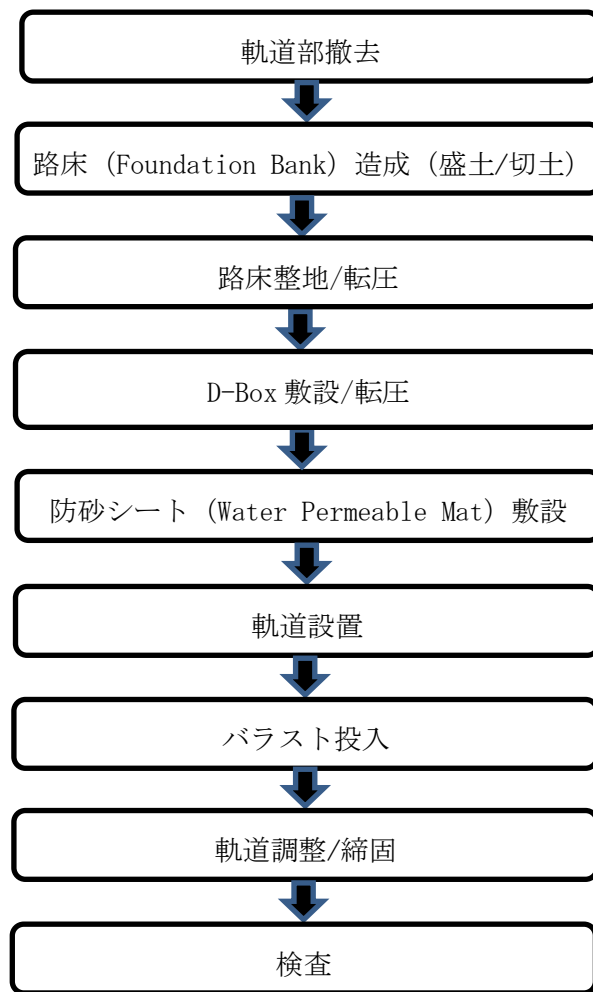 軌道部撤去
路床 (Foundation Bank) 造成 (盛土/切土)
路床整地/転圧
D-Box 敷設/転圧
防砂シート (Water Permeable Mat) 敷設
軌道設置
バラスト投入
軌道調整/締固
検査